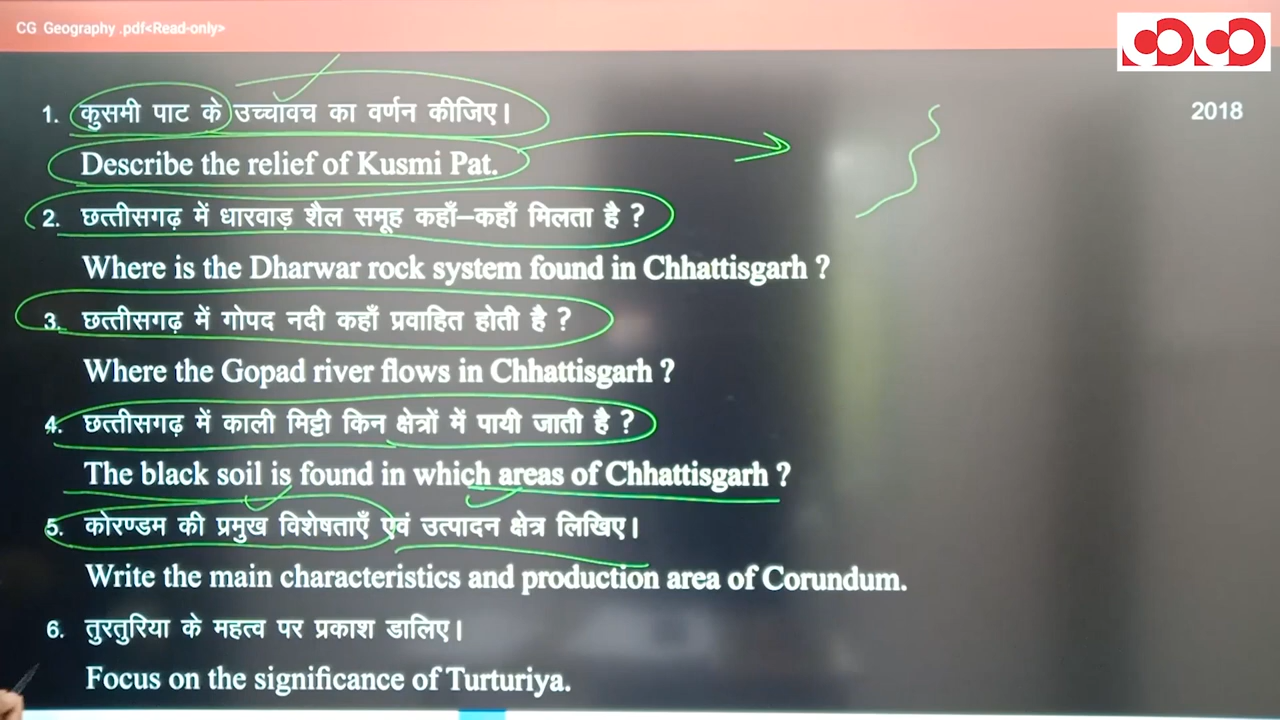 CG Geography .pdf<Read-only>
1. कुसमी पाट के उच्चावच का वर्णन कीजिए। 2018
Describe the relief of Kusmi Pat.
2. छत्तीसगढ़ में धारवाड़ शैल समूह कहाँ–कहाँ मिलता है ?
Where is the Dharwar rock system found in Chhattisgarh ?
3. छत्तीसगढ़ में गोपद नदी कहाँ प्रवाहित होती है ?
Where the Gopad river flows in Chhattisgarh ?
4. छत्तीसगढ़ में काली मिट्टी किन क्षेत्रों में पायी जाती है ?
The black soil is found in which areas of Chhattisgarh ?
5. कोरण्डम की प्रमुख विशेषताएँ एवं उत्पादन क्षेत्र लिखिए।
Write the main characteristics and production area of Corundum.
6. तुरतुरिया के महत्व पर प्रकाश डालिए।
Focus on the significance of Turturiya.